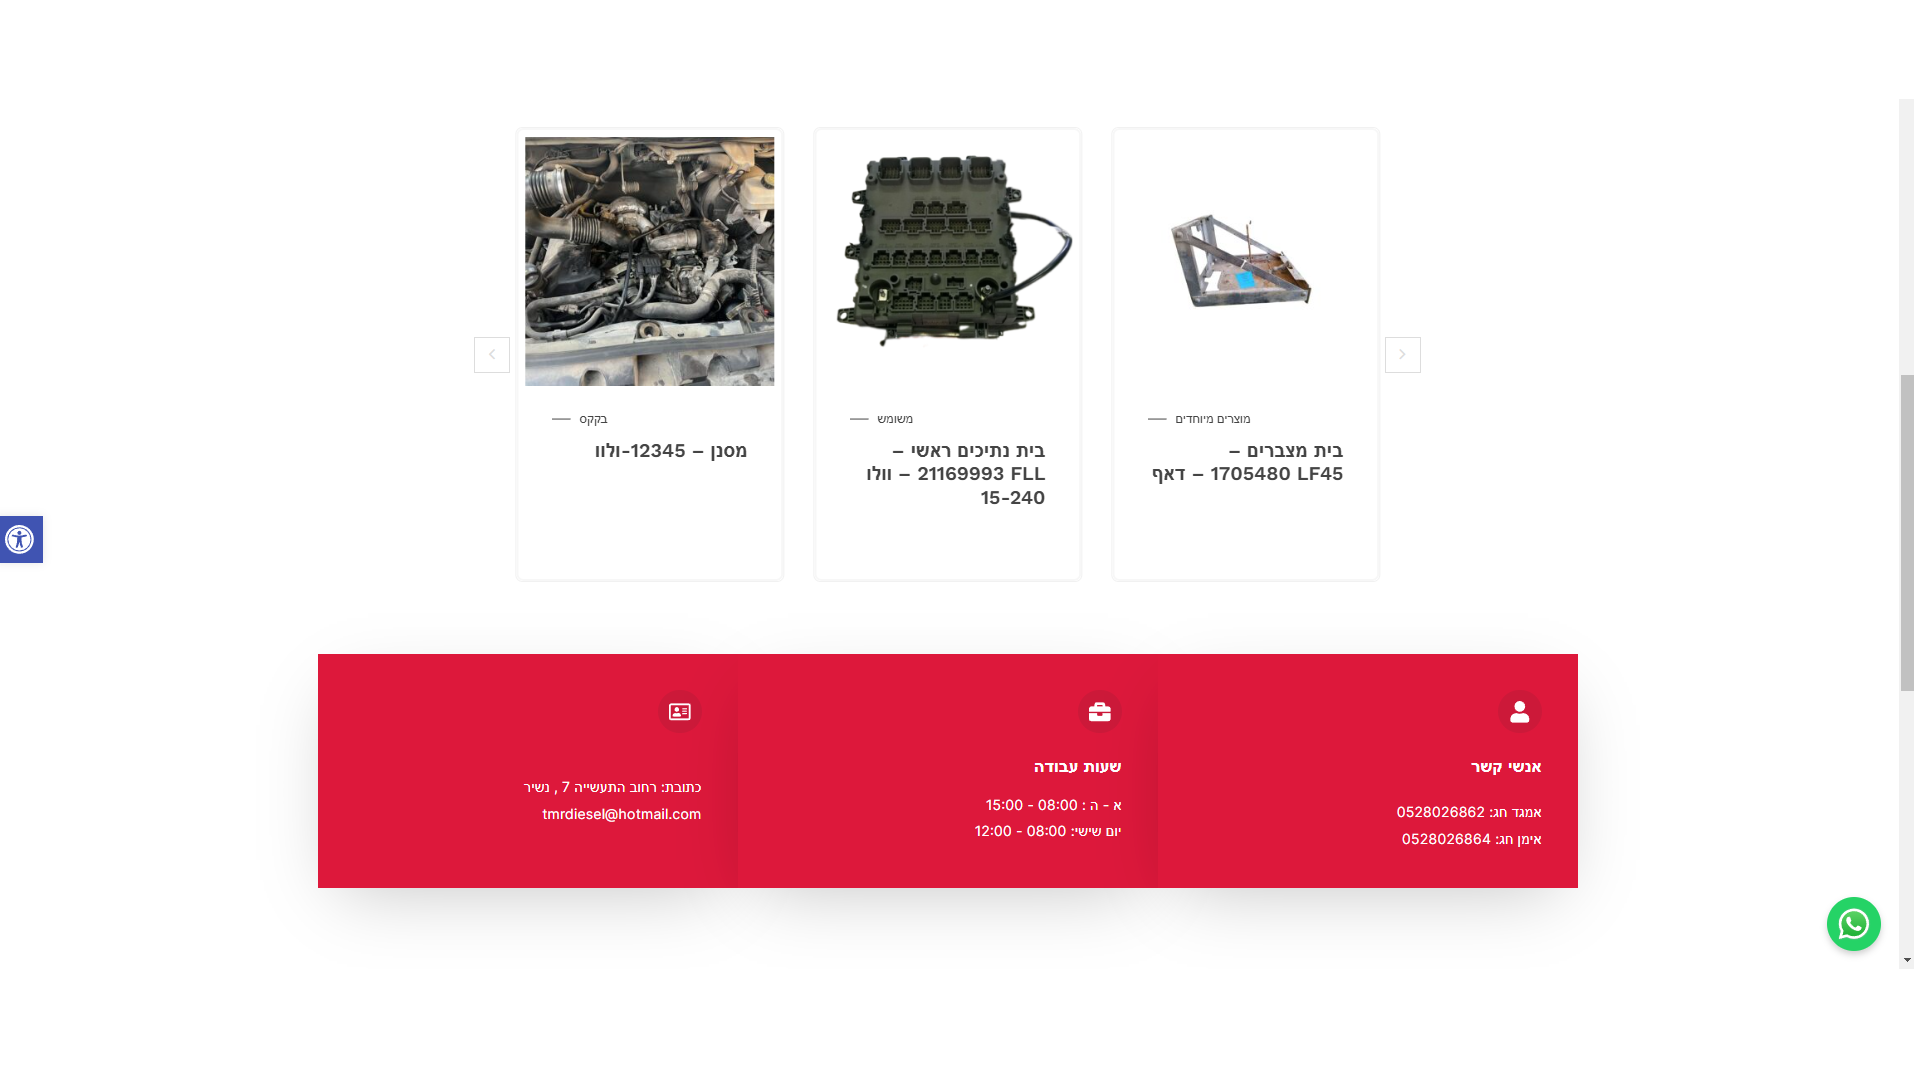 מוצרים מיוחדים
בית מצברים –
1705480 LF45 – דאף
משומש
בית נתיכים ראשי –
21169993 FLL – וולו
15-240
בקקס
מסנן – 12345-ולוו
אנשי קשר
אמגד חג: 0528026862
אימן חג: 0528026864
שעות עבודה
א - ה : 08:00 - 15:00
יום שישי: 08:00 - 12:00
כתובת: רחוב התעשייה 7 , נשיר
tmrdiesel@hotmail.com